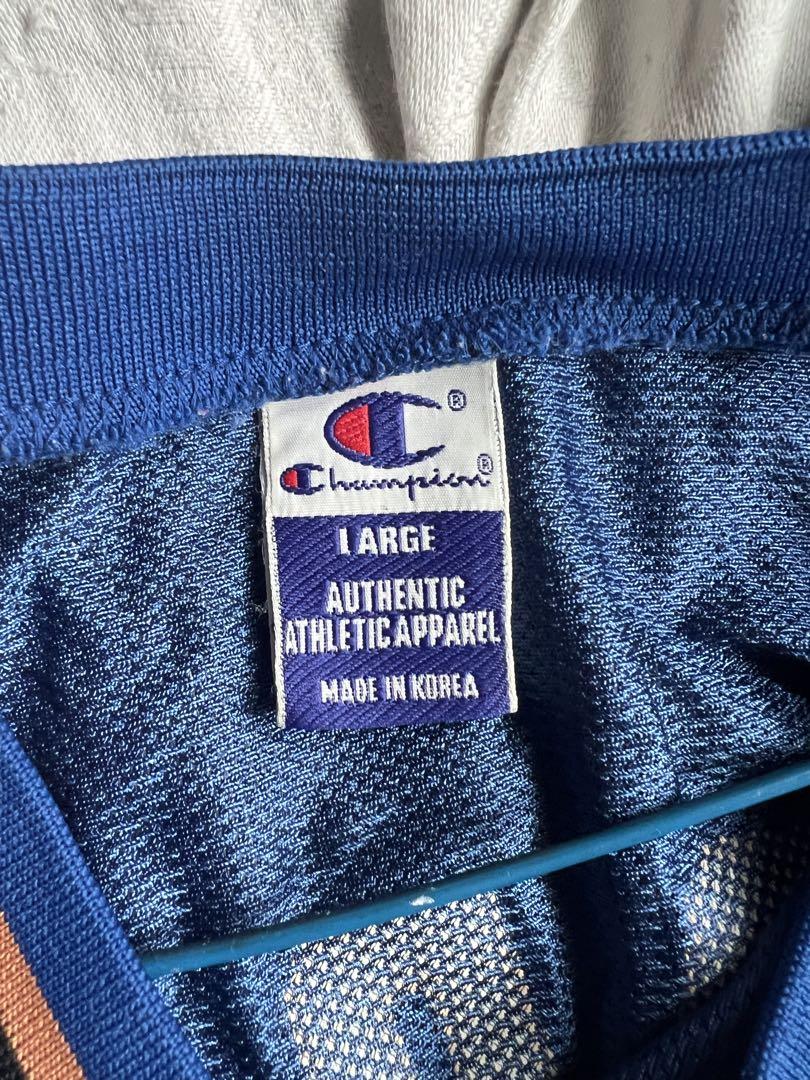 ®
Champion®
LARGE
AUTHENTIC
ATHLETIC APPAREL
MADE IN KOREA